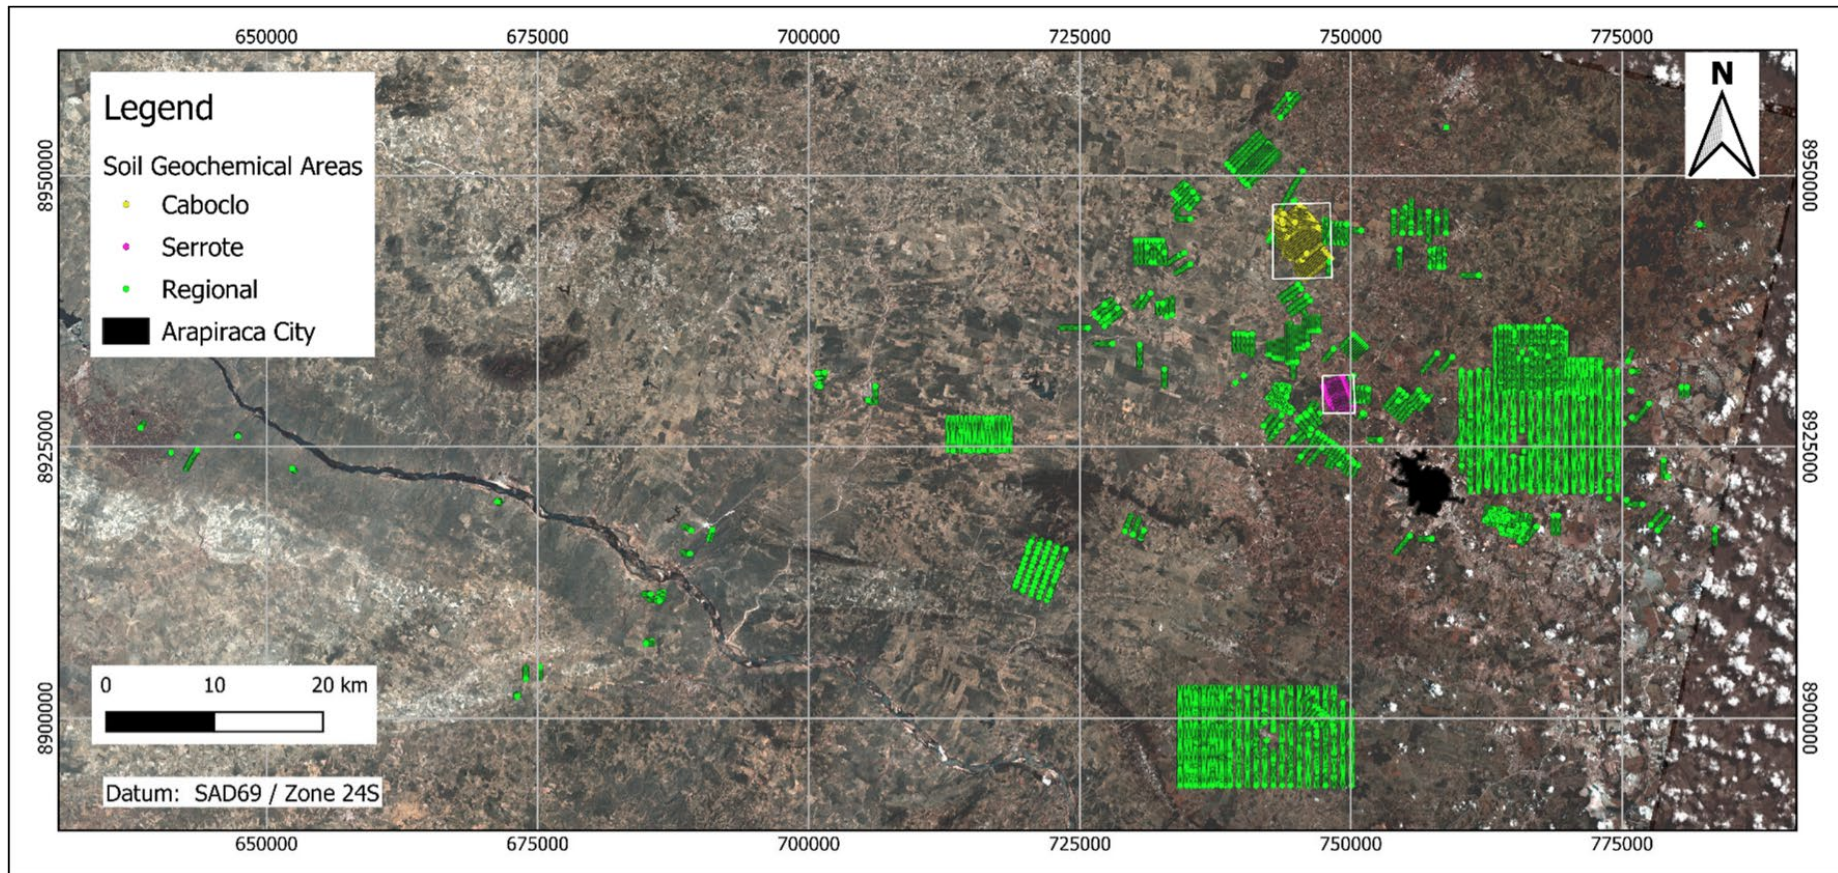 650000 675000 700000 725000 750000 775000
N
Legend
Soil Geochemical Areas
Caboclo
Serrote
Regional
Arapiraca City
8950000 8950000
8925000 8925000
8900000 8900000
0 10 20 km
Datum: SAD69 / Zone 24S
650000 675000 700000 725000 750000 775000